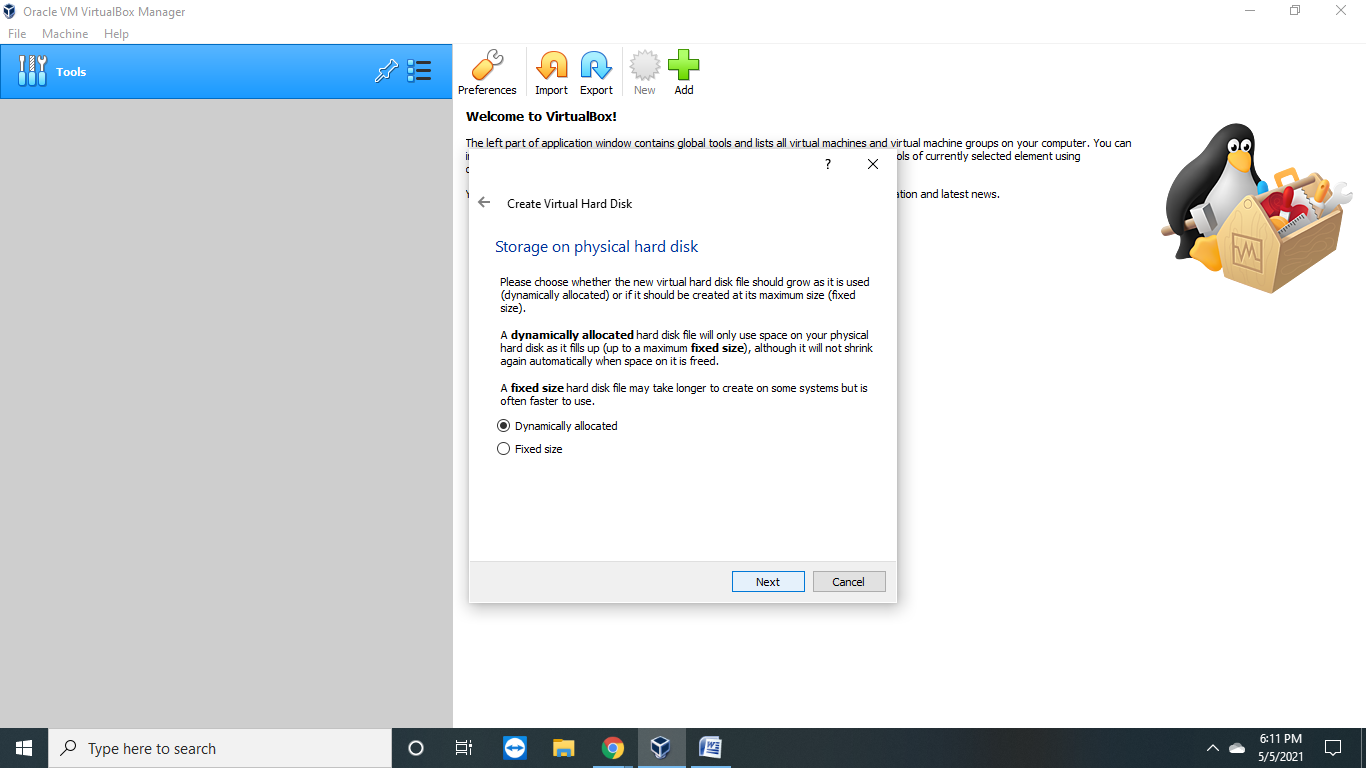 Oracle VM VirtualBox Manager
File Machine Help
Tools
Preferences Import Export New Add
Welcome to VirtualBox!
The left part of application window contains global tools and lists all virtual machines and virtual machine groups on your computer. You can
ols of currently selected element using
ation and latest news.
?
Create Virtual Hard Disk
Storage on physical hard disk
Please choose whether the new virtual hard disk file should grow as it is used
(dynamically allocated) or if it should be created at its maximum size (fixed
size).
A dynamically allocated hard disk file will only use space on your physical
hard disk as it fills up (up to a maximum fixed size), although it will not shrink
again automatically when space on it is freed.
A fixed size hard disk file may take longer to create on some systems but is
often faster to use.
Dynamically allocated
Fixed size
Next Cancel
Type here to search
6:11 PM
5/5/2021